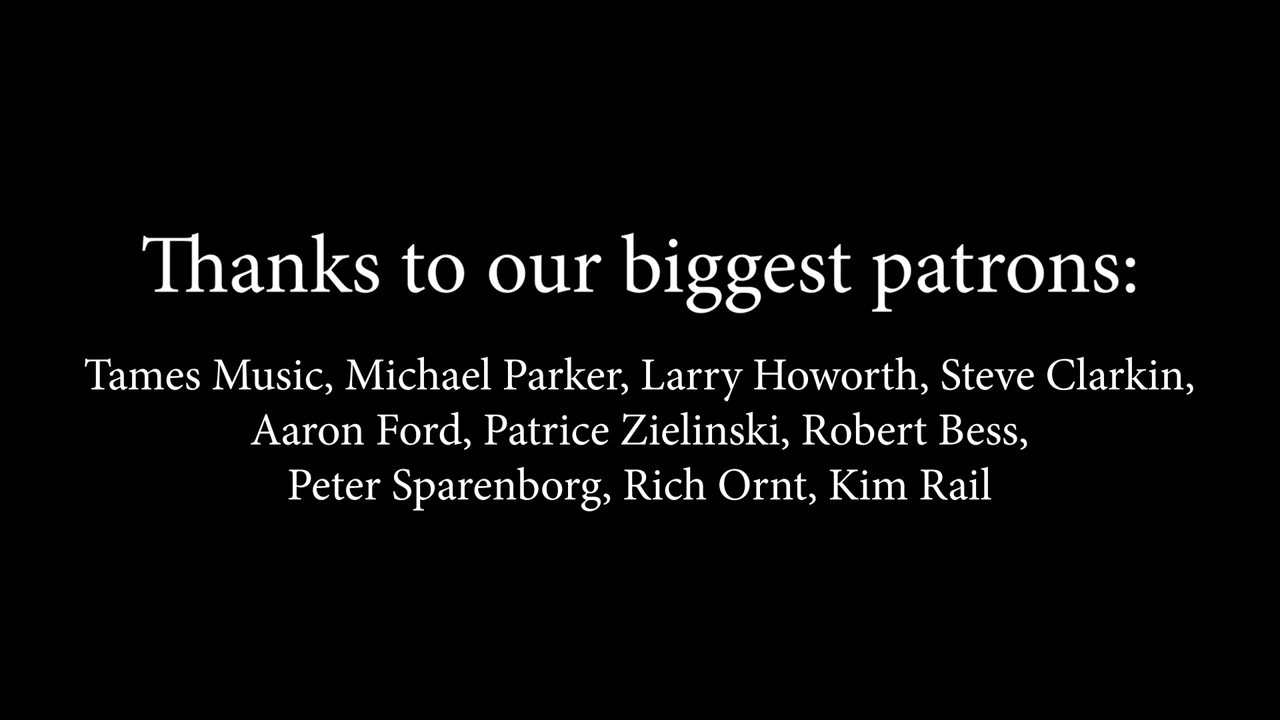 Thanks to our biggest patrons:
Tames Music, Michael Parker, Larry Howorth, Steve Clarkin,
Aaron Ford, Patrice Zielinski, Robert Bess,
Peter Sparenborg, Rich Ornt, Kim Rail